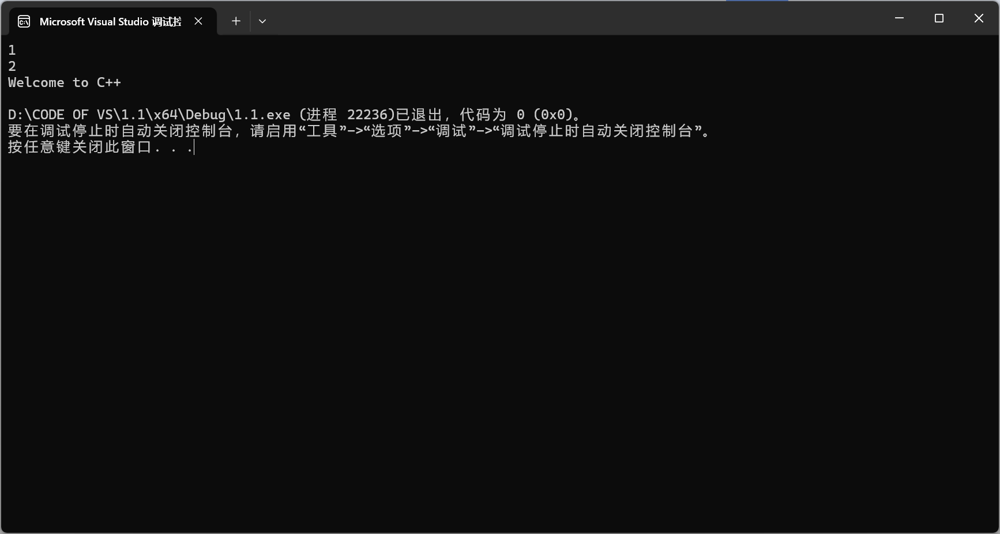 Microsoft Visual Studio 调试控
1
2
Welcome to C++
D:\CODE OF VS\1.1\x64\Debug\1.1.exe (进程 22236)已退出，代码为 0 (0x0)。
要在调试停止时自动关闭控制台，请启用“工具”->“选项”->“调试”->“调试停止时自动关闭控制台”。
按任意键关闭此窗口. . .